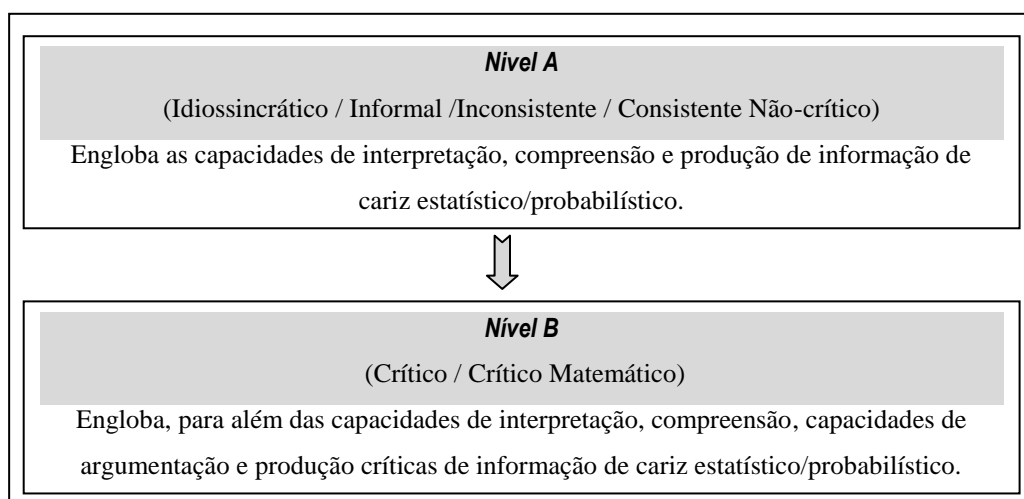 Nivel A
(Idiossincrático / Informal /Inconsistente / Consistente Não-crítico)
Engloba as capacidades de interpretação, compreensão e produção de informação de
cariz estatístico/probabilístico.
Nível B
(Crítico / Crítico Matemático)
Engloba, para além das capacidades de interpretação, compreensão, capacidades de
argumentação e produção críticas de informação de cariz estatístico/probabilístico.